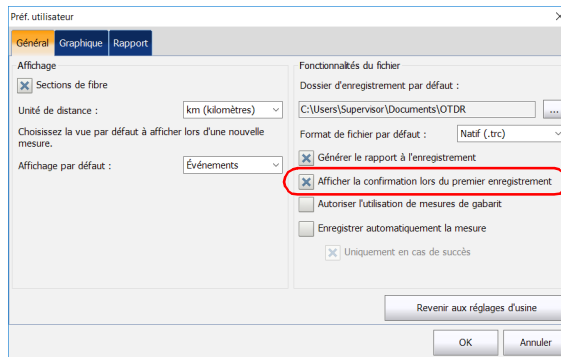 Préf. utilisateur
Général Graphique Rapport
Affichage
Sections de fibre
Unité de distance : km (kilomètres)
Choisissez la vue par défaut à afficher lors d'une nouvelle
mesure.
Affichage par défaut : Événements
Fonctionnalités du fichier
Dossier d'enregistrement par défaut :
C:\Users\Supervisor\Documents\OTDR ...
Format de fichier par défaut : Natif (.trc)
Générer le rapport à l'enregistrement
Afficher la confirmation lors du premier enregistrement
Autoriser l'utilisation de mesures de gabarit
Enregistrer automatiquement la mesure
Uniquement en cas de succès
Revenir aux réglages d'usine
OK Annuler